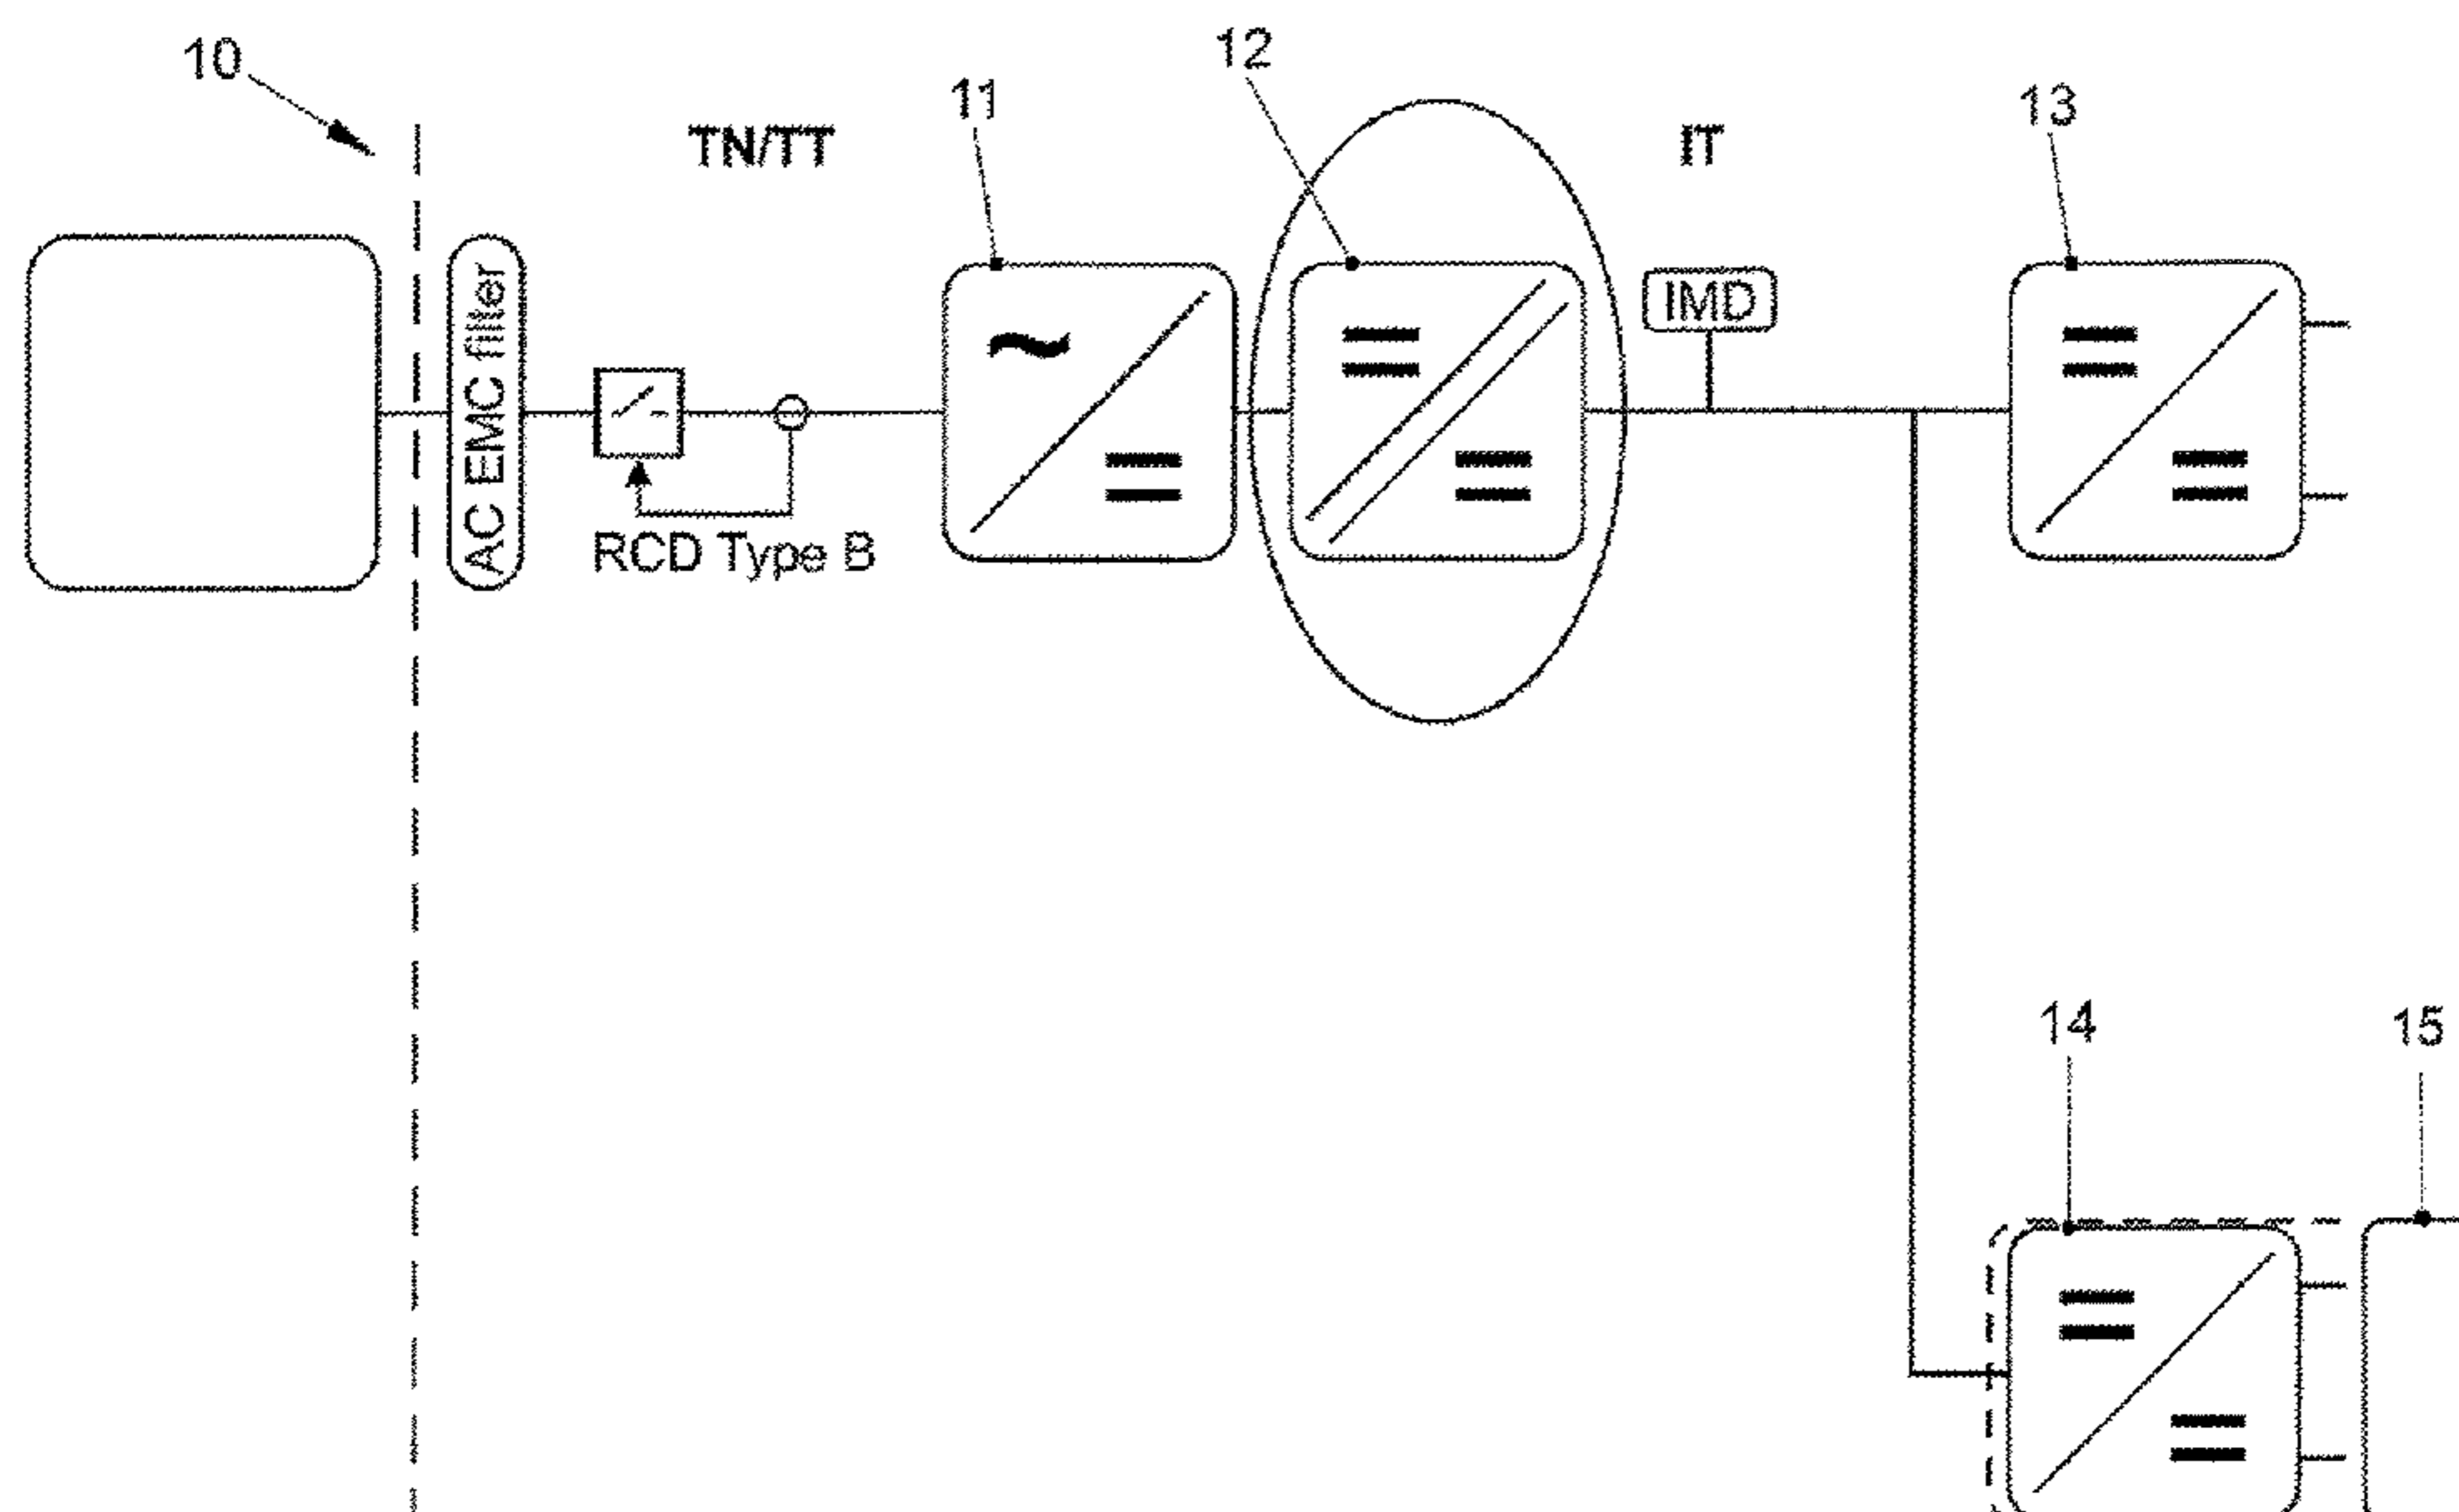 10
12
11
13
TN/TT
IT
AC EMC filter
IMD
RCD Type B
14
15